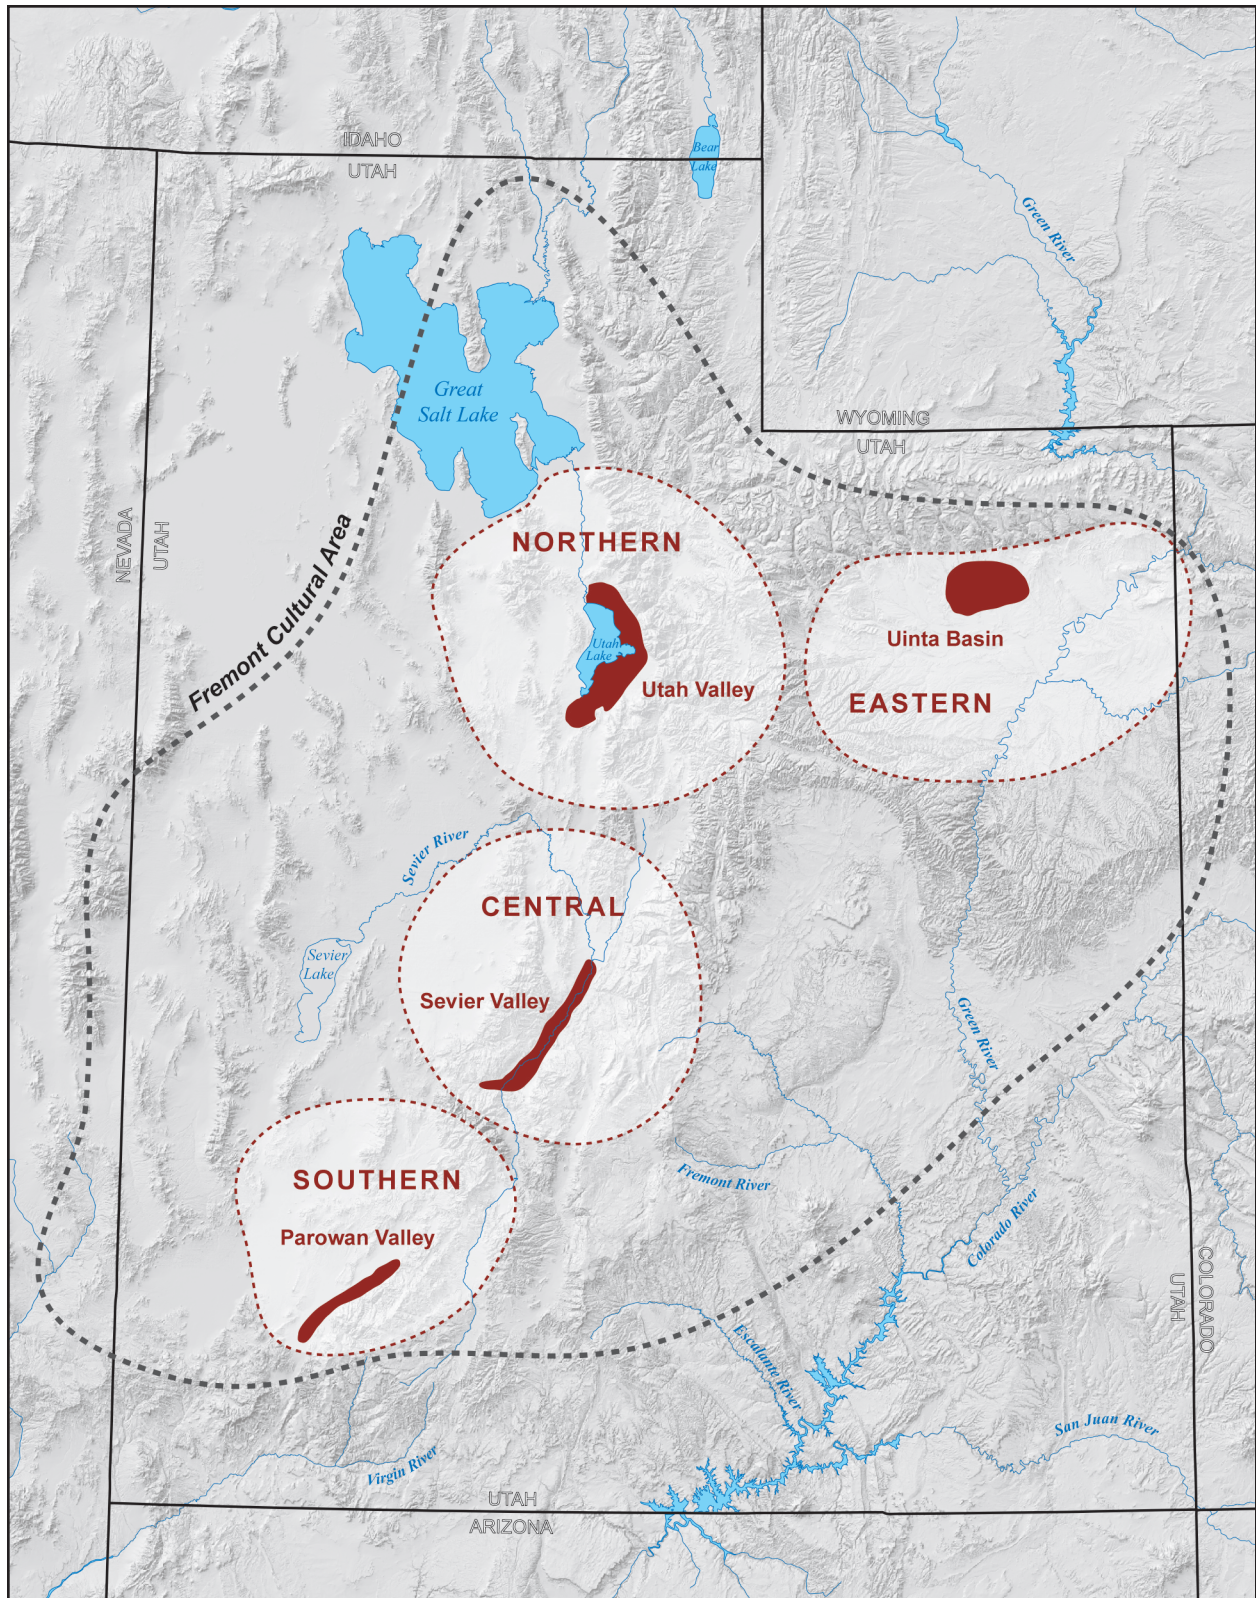 IDAHO
UTAH
Bear
Lake
Green River
Great
Salt Lake
WYOMING
UTAH
NEVADA
UTAH
Fremont Cultural Area
NORTHERN
Utah
Lake
Utah Valley
Uinta Basin
EASTERN
Sevier River
CENTRAL
Sevier
Lake
Sevier Valley
Green River
SOUTHERN
Parowan Valley
Fremont River
Colorado River
UTAH
COLORADO
Escalante River
San Juan River
Virgin River
UTAH
ARIZONA